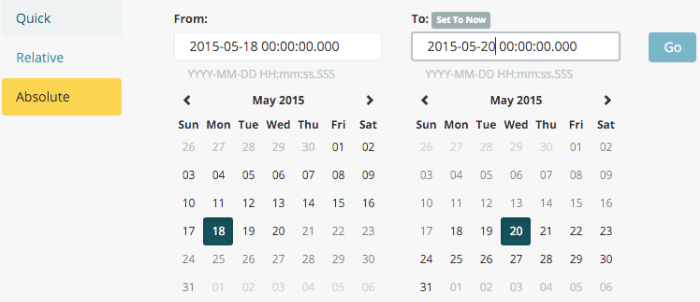 Quick
Relative
Absolute
From:
2015-05-18 00:00:00.000
YYYY-MM-DD HH:mm:ss.SSS
May 2015
Sun Mon Tue Wed Thu Fri Sat
26 27 28 29 30 01 02
03 04 05 06 07 08 09
10 11 12 13 14 15 16
17 18 19 20 21 22 23
24 25 26 27 28 29 30
31 01 02 03 04 05 06
To: Set To Now
2015-05-20 00:00:00.000
YYYY-MM-DD HH:mm:ss.SSS
May 2015
Sun Mon Tue Wed Thu Fri Sat
26 27 28 29 30 01 02
03 04 05 06 07 08 09
10 11 12 13 14 15 16
17 18 19 20 21 22 23
24 25 26 27 28 29 30
31 01 02 03 04 05 06
Go